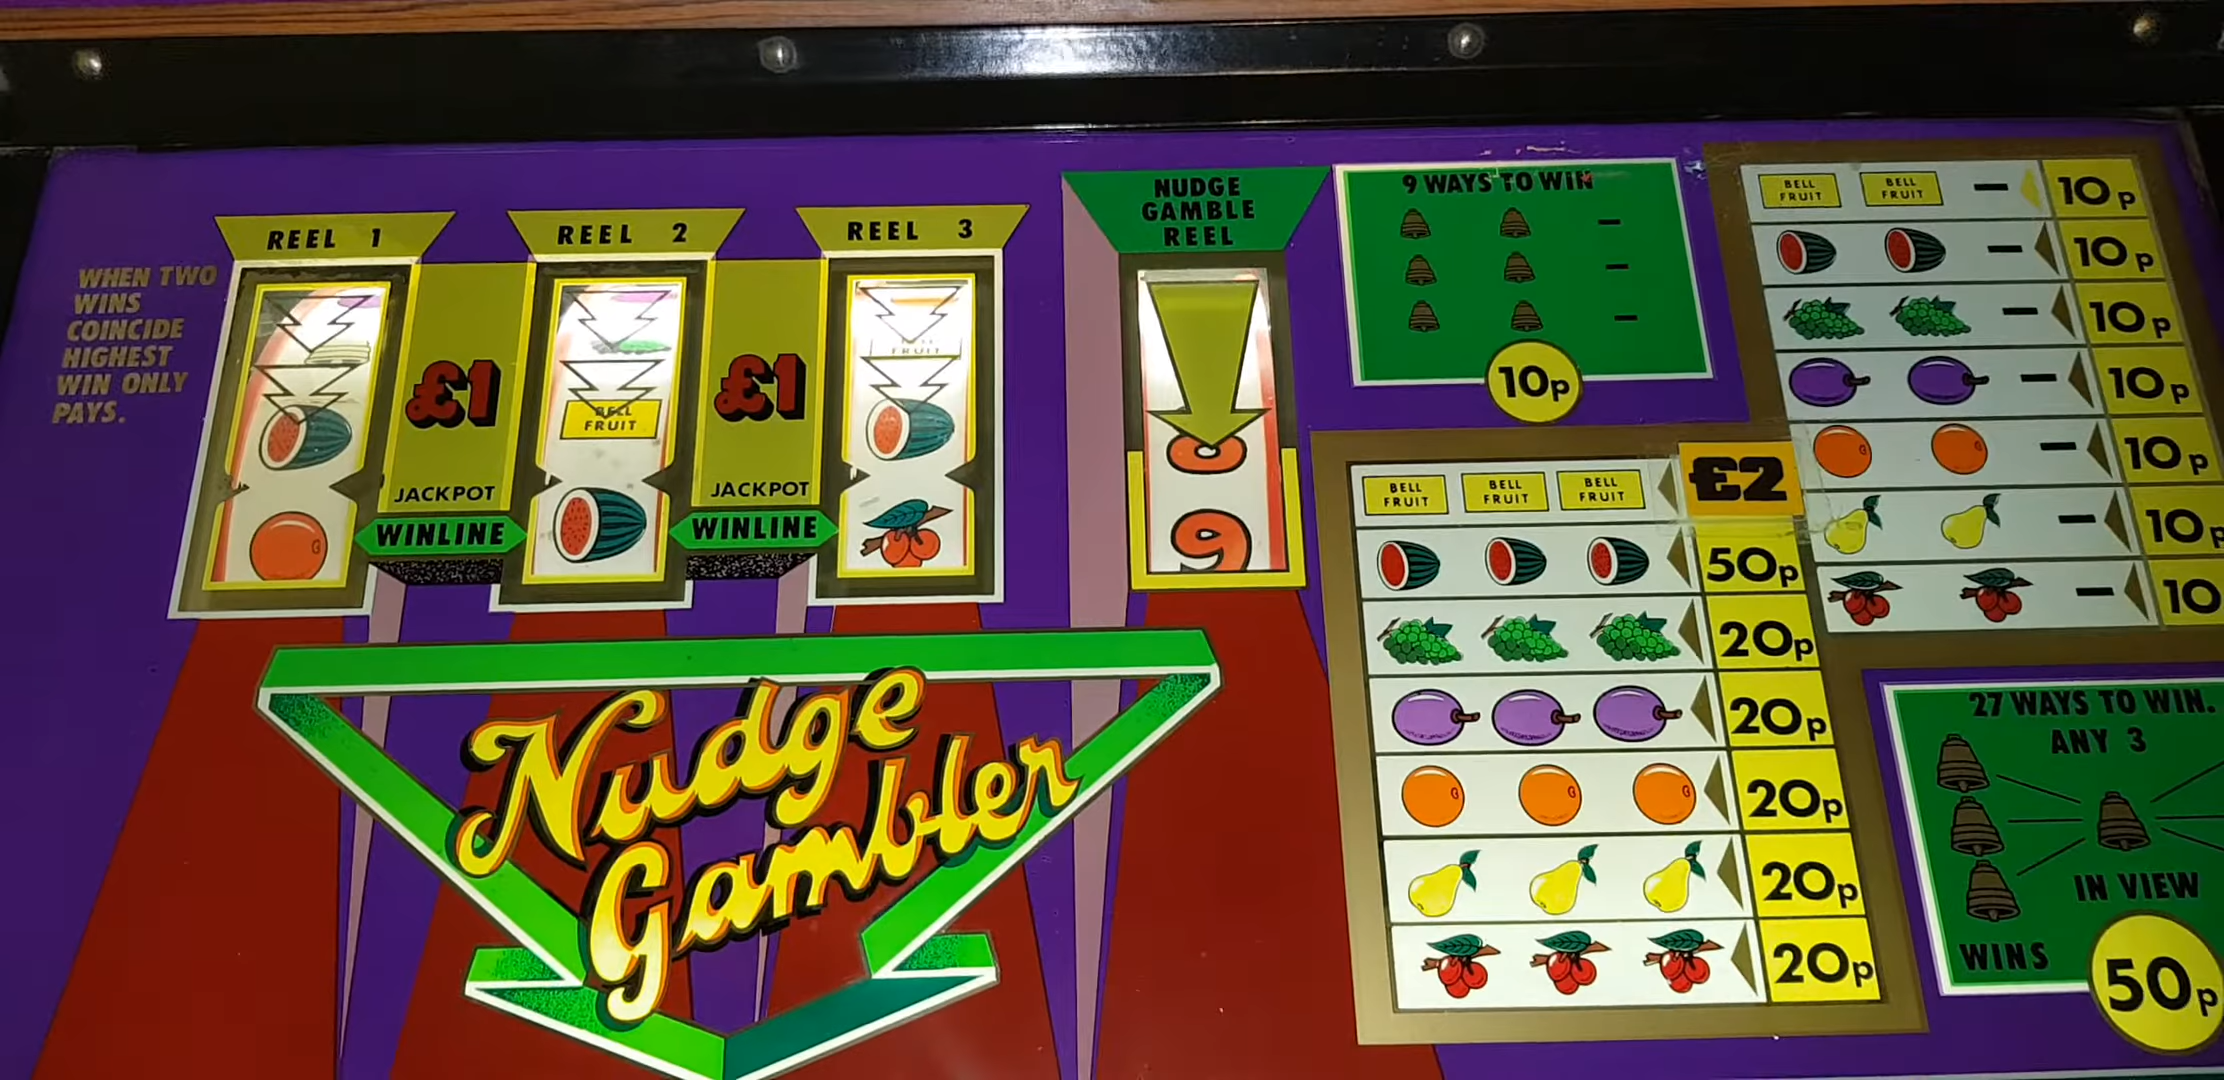 WHEN TWO
WINS
COINCIDE
HIGHEST
WIN ONLY
PAYS.
REEL 1
REEL 2
REEL 3
£1
JACKPOT
£1
JACKPOT
WINLINE
WINLINE
BELL
FRUIT
FRUIT
NUDGE
GAMBLE
REEL
9
Nudge
Gambler
9 WAYS TO WIN
10p
BELL
FRUIT
BELL
FRUIT
BELL
FRUIT
£2
50p
20p
20p
20p
20p
20p
BELL
FRUIT
BELL
FRUIT
10p
10p
10p
10p
10p
10p
10
27 WAYS TO WIN.
ANY 3
IN VIEW
WINS
50p